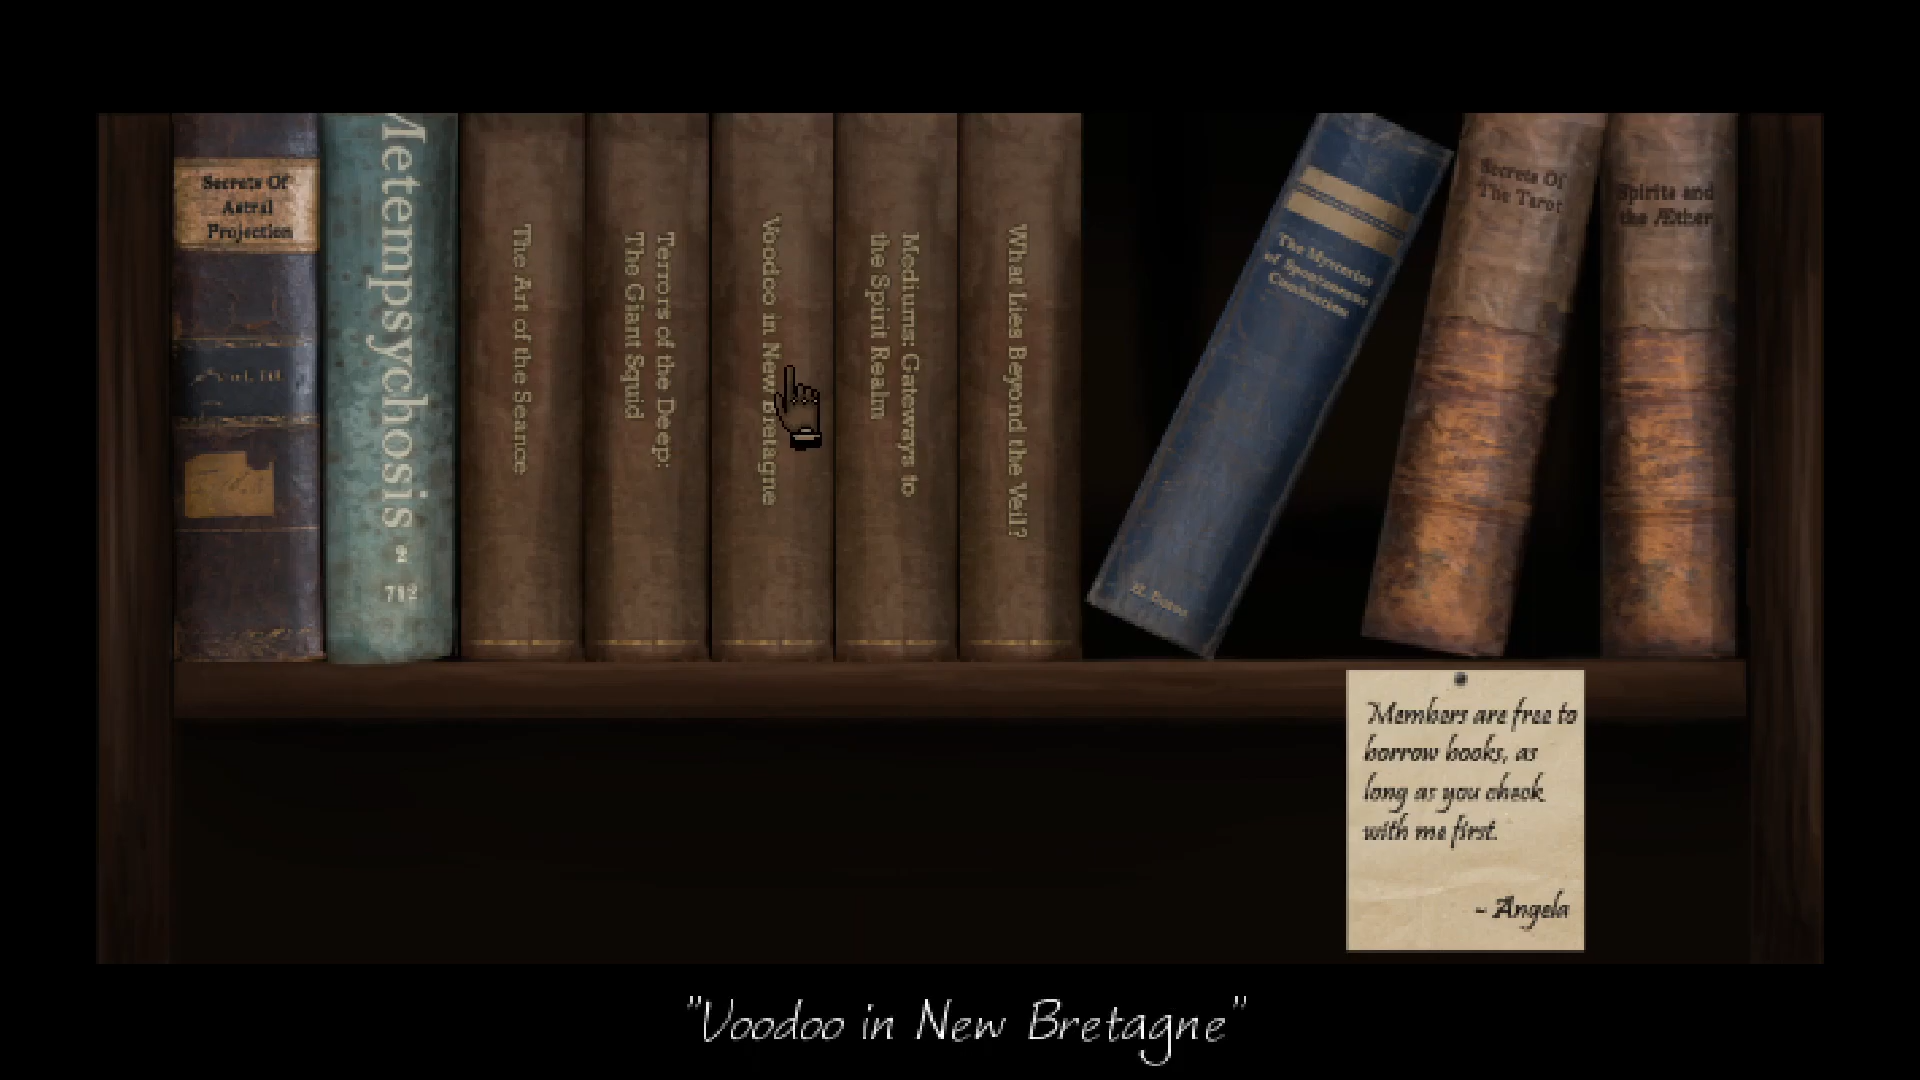 Secrets Of
Astral
Projection
Metempsychosis
2
712
The Art of the Seance
Terrors of the Deep:
The Giant Squid
Voodoo in New Bretagne
Mediums: Gateways to
the Spirit Realm
What Lies Beyond the Veil?
The Mysteries
of Spontaneous
Combustion
Secrets Of
The Tarot
Spirits and
the Æther
Members are free to
borrow books, as
long as you check
with me first.
- Angela
"Voodoo in New Bretagne"